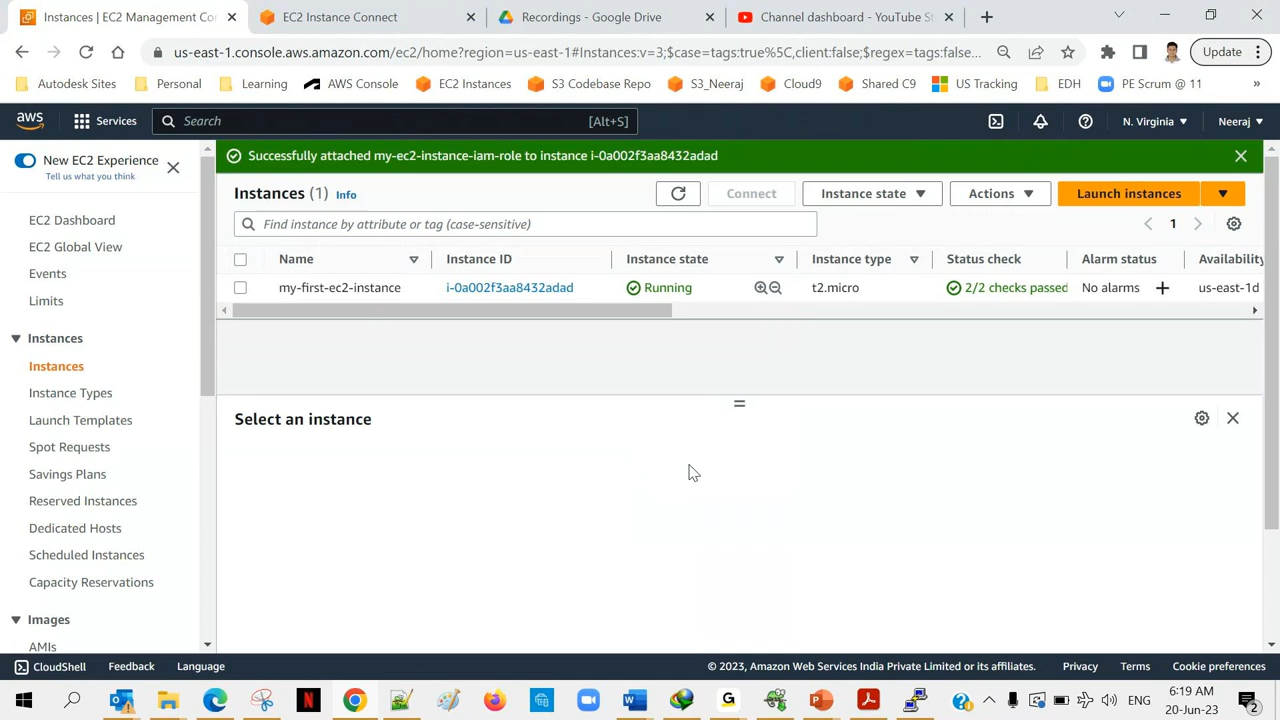 Instances | EC2 Management Con
EC2 Instance Connect
Recordings - Google Drive
Channel dashboard - YouTube St
us-east-1.console.aws.amazon.com/ec2/home?region=us-east-1#Instances:v=3;$case=tags:true%5C,client:false;$regex=tags:false...
Update
Autodesk Sites
Personal
Learning
AWS Console
EC2 Instances
S3 Codebase Repo
S3_Neeraj
Cloud9
Shared C9
US Tracking
EDH
PE Scrum @ 11
»
aws
Services
Search
[Alt+S]
N. Virginia
Neeraj
New EC2 Experience
Tell us what you think
EC2 Dashboard
EC2 Global View
Events
Limits
Instances
Instances
Instance Types
Launch Templates
Spot Requests
Savings Plans
Reserved Instances
Dedicated Hosts
Scheduled Instances
Capacity Reservations
Images
AMIs
Successfully attached my-ec2-instance-iam-role to instance i-0a002f3aa8432adad
Instances (1) Info
Connect
Instance state
Actions
Launch instances
Find instance by attribute or tag (case-sensitive)
1
Name
Instance ID
Instance state
Instance type
Status check
Alarm status
Availability
my-first-ec2-instance
i-0a002f3aa8432adad
Running
t2.micro
2/2 checks passed
No alarms +
us-east-1d
Select an instance
CloudShell
Feedback
Language
© 2023, Amazon Web Services India Private Limited or its affiliates.
Privacy
Terms
Cookie preferences
ENG
6:19 AM
20-Jun-23
2